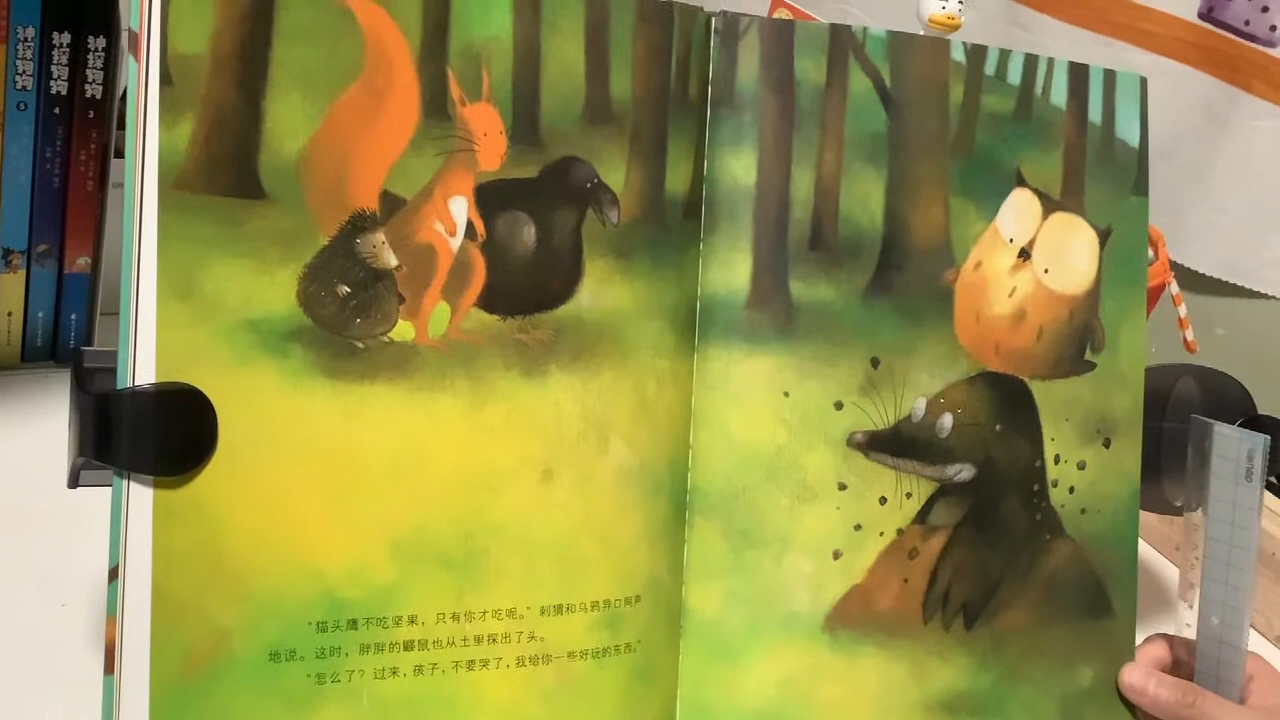 神探狗狗
5
神探狗狗
4
神探狗狗
3
“猫头鹰不吃坚果，只有你才吃呢。”刺猬和乌鸦异口同声
地说。这时，胖胖的鼹鼠也从土里探出了头。
“怎么了？过来，孩子，不要哭了，我给你一些好玩的东西。”